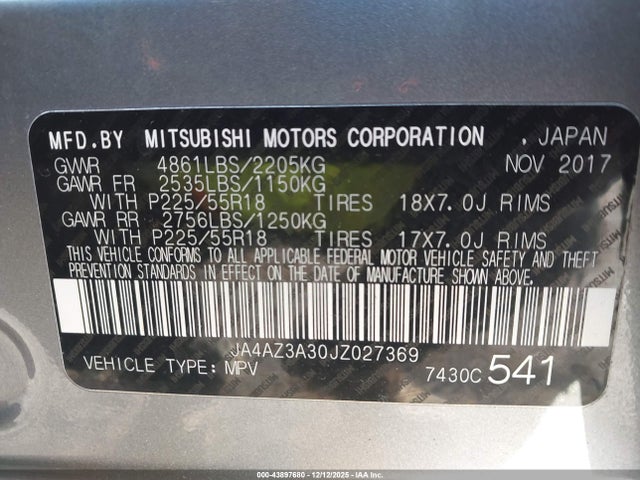 MFD.BY MITSUBISHI MOTORS CORPORATION . JAPAN
GVWR 4861LBS/2205KG NOV 2017
GAWR FR 2535LBS/1150KG
WITH P225/55R18 TIRES 18X7.0J RIMS
GAWR RR 2756LBS/1250KG
WITH P225/55R18 TIRES 17X7.0J RIMS
THIS VEHICLE CONFORMS TO ALL APPLICABLE FEDERAL MOTOR VEHICLE SAFETY AND THEFT
PREVENTION STANDARDS IN EFFECT ON THE DATE OF MANUFACTURE SHOWN ABOVE.
JA4AZ3A30JZ027369
VEHICLE TYPE: MPV 7430C 541
000-43897680 - 12/12/2025 - IAAI.COM